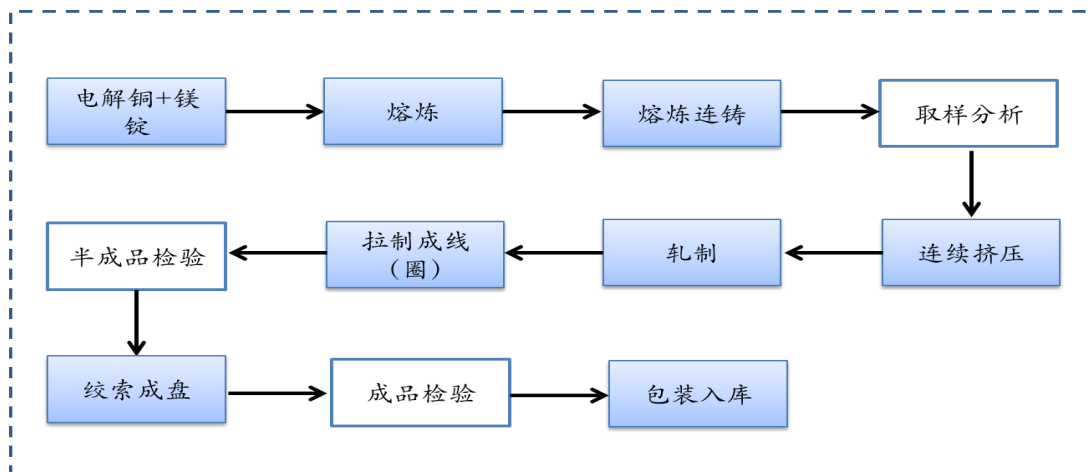 电解铜+镁
锭
熔炼
熔炼连铸
取样分析
半成品检验
拉制成线
（圈）
轧制
连续挤压
绞索成盘
成品检验
包装入库